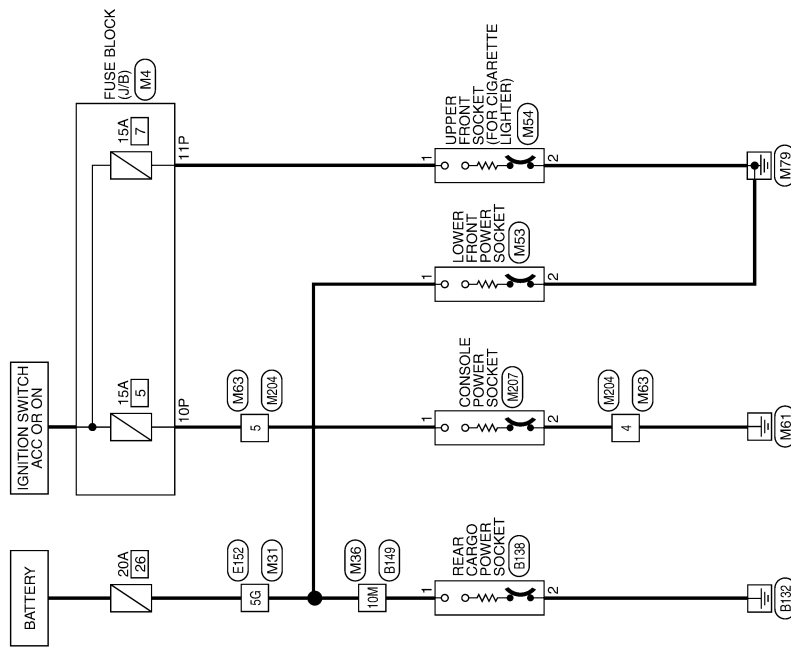 BATTERY
IGNITION SWITCH
ACC OR ON
FUSE BLOCK
(J/B)
M4
20A
26
15A
5
15A
7
10P
11P
5G
E152
M31
5
M63
M204
10M
M36
B149
1
REAR
CARGO
POWER
SOCKET
B138
2
1
CONSOLE
POWER
SOCKET
M207
2
1
LOWER
FRONT
POWER
SOCKET
M53
2
1
UPPER
FRONT
SOCKET
(FOR CIGARETTE
LIGHTER)
M54
2
4
M204
M63
B132
M61
M79